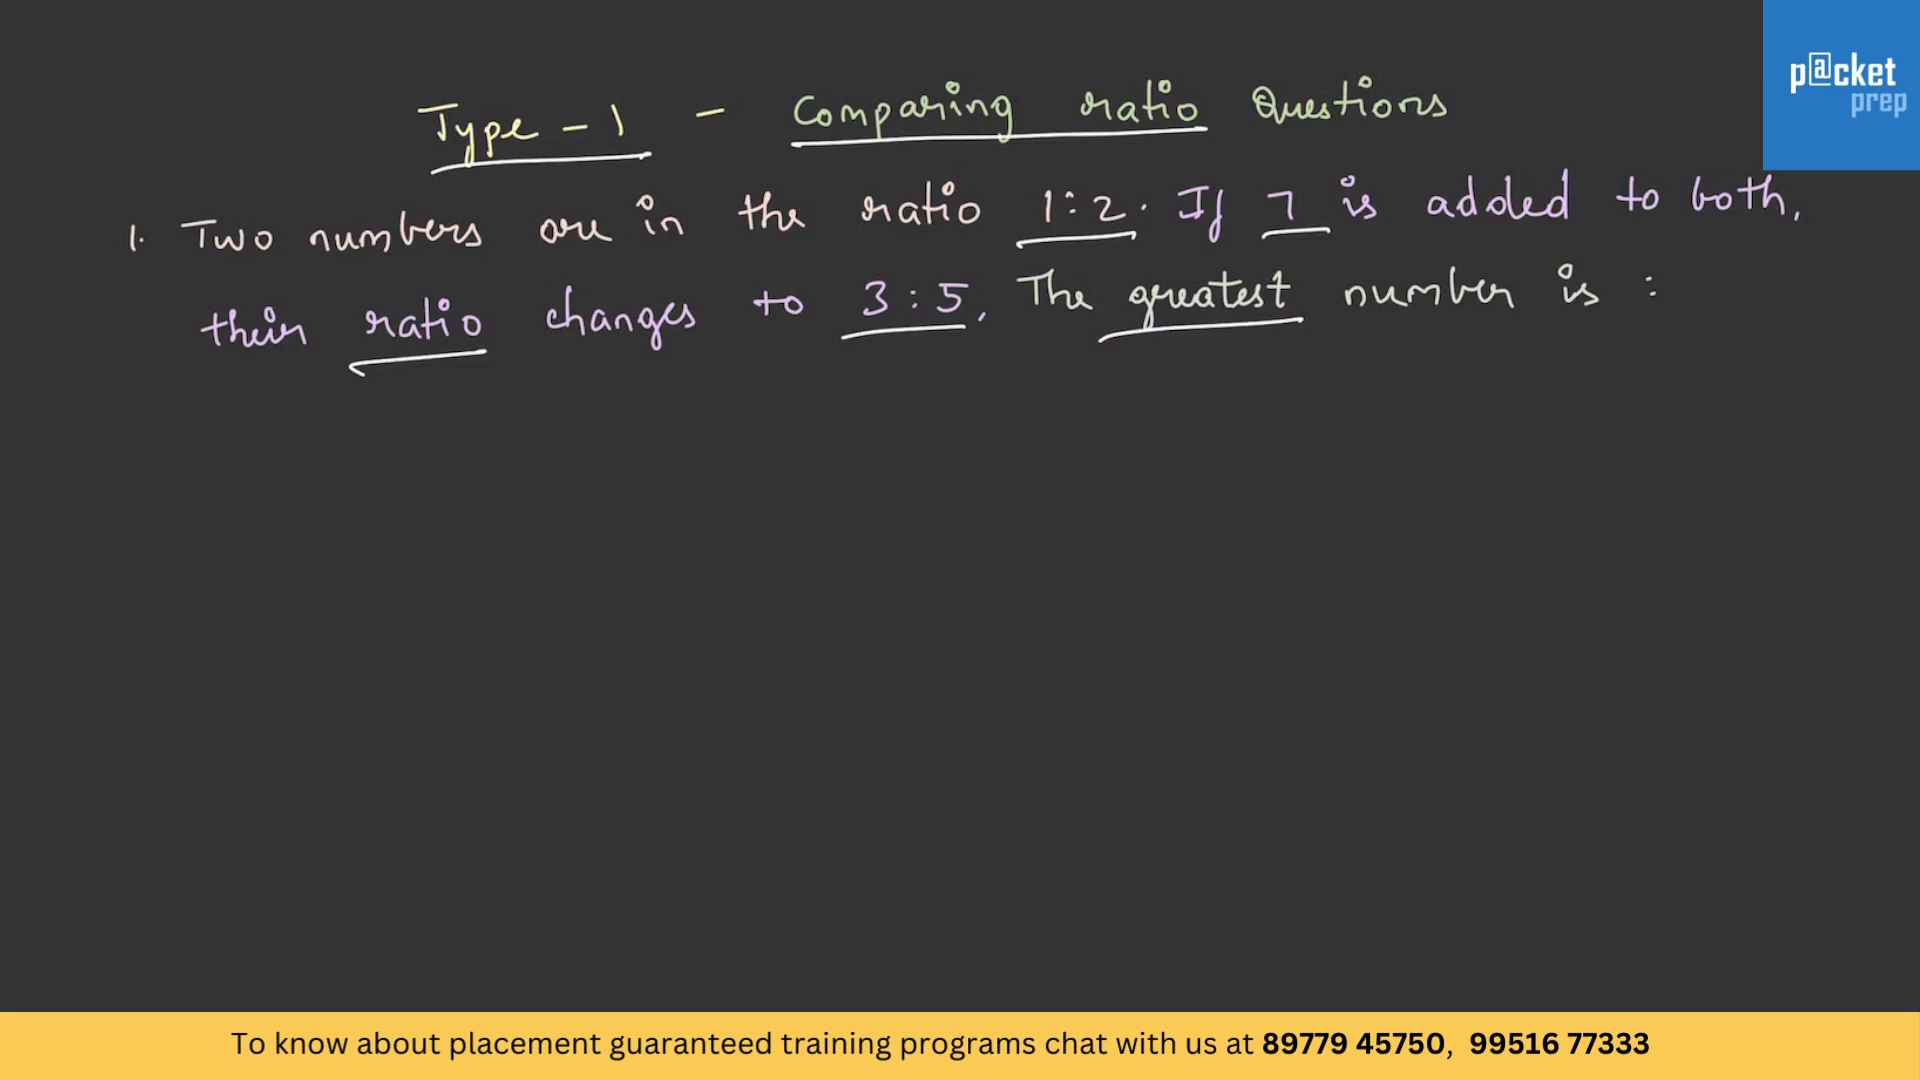 p@cket
prep
Type - 1 - Comparing ratio Questions
1. Two numbers are in the ratio 1:2. If 7 is added to both,
their ratio changes to 3:5, The greatest number is :
To know about placement guaranteed training programs chat with us at 89779 45750, 99516 77333